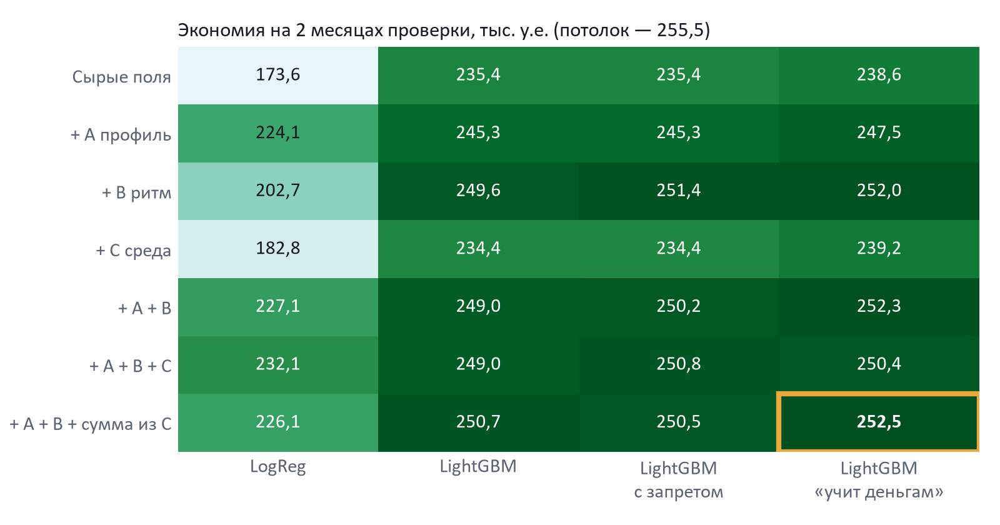 Экономия на 2 месяцах проверки, тыс. у.е. (потолок — 255,5)
Сырые поля 173,6 235,4 235,4 238,6
+ A профиль 224,1 245,3 245,3 247,5
+ B ритм 202,7 249,6 251,4 252,0
+ C среда 182,8 234,4 234,4 239,2
+ A + B 227,1 249,0 250,2 252,3
+ A + B + C 232,1 249,0 250,8 250,4
+ A + B + сумма из C 226,1 250,7 250,5 252,5
LogReg LightGBM LightGBM LightGBM
с запретом «учит деньгам»